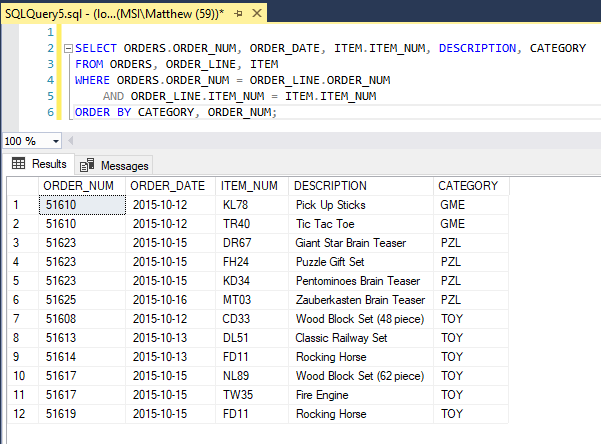 SQLQuery5.sql - (lo...(MSI\Matthew (59))*
1
2 SELECT ORDERS.ORDER_NUM, ORDER_DATE, ITEM.ITEM_NUM, DESCRIPTION, CATEGORY
3 FROM ORDERS, ORDER_LINE, ITEM
4 WHERE ORDERS.ORDER_NUM = ORDER_LINE.ORDER_NUM
5 AND ORDER_LINE.ITEM_NUM = ITEM.ITEM_NUM
6 ORDER BY CATEGORY, ORDER_NUM;
100 %
Results Messages
ORDER_NUM ORDER_DATE ITEM_NUM DESCRIPTION CATEGORY
1 51610 2015-10-12 KL78 Pick Up Sticks GME
2 51610 2015-10-12 TR40 Tic Tac Toe GME
3 51623 2015-10-15 DR67 Giant Star Brain Teaser PZL
4 51623 2015-10-15 FH24 Puzzle Gift Set PZL
5 51623 2015-10-15 KD34 Pentominoes Brain Teaser PZL
6 51625 2015-10-16 MT03 Zauberkasten Brain Teaser PZL
7 51608 2015-10-12 CD33 Wood Block Set (48 piece) TOY
8 51613 2015-10-13 DL51 Classic Railway Set TOY
9 51614 2015-10-13 FD11 Rocking Horse TOY
10 51617 2015-10-15 NL89 Wood Block Set (62 piece) TOY
11 51617 2015-10-15 TW35 Fire Engine TOY
12 51619 2015-10-15 FD11 Rocking Horse TOY